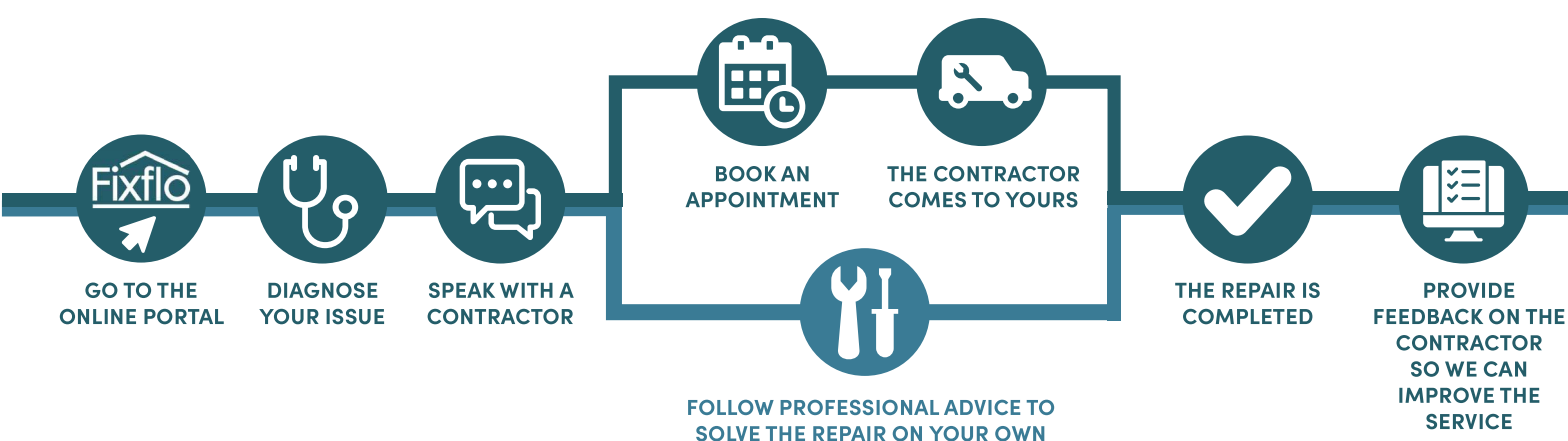 Fixflo
GO TO THE
ONLINE PORTAL
DIAGNOSE
YOUR ISSUE
SPEAK WITH A
CONTRACTOR
BOOK AN
APPOINTMENT
THE CONTRACTOR
COMES TO YOURS
FOLLOW PROFESSIONAL ADVICE TO
SOLVE THE REPAIR ON YOUR OWN
THE REPAIR IS
COMPLETED
PROVIDE
FEEDBACK ON THE
CONTRACTOR
SO WE CAN
IMPROVE THE
SERVICE